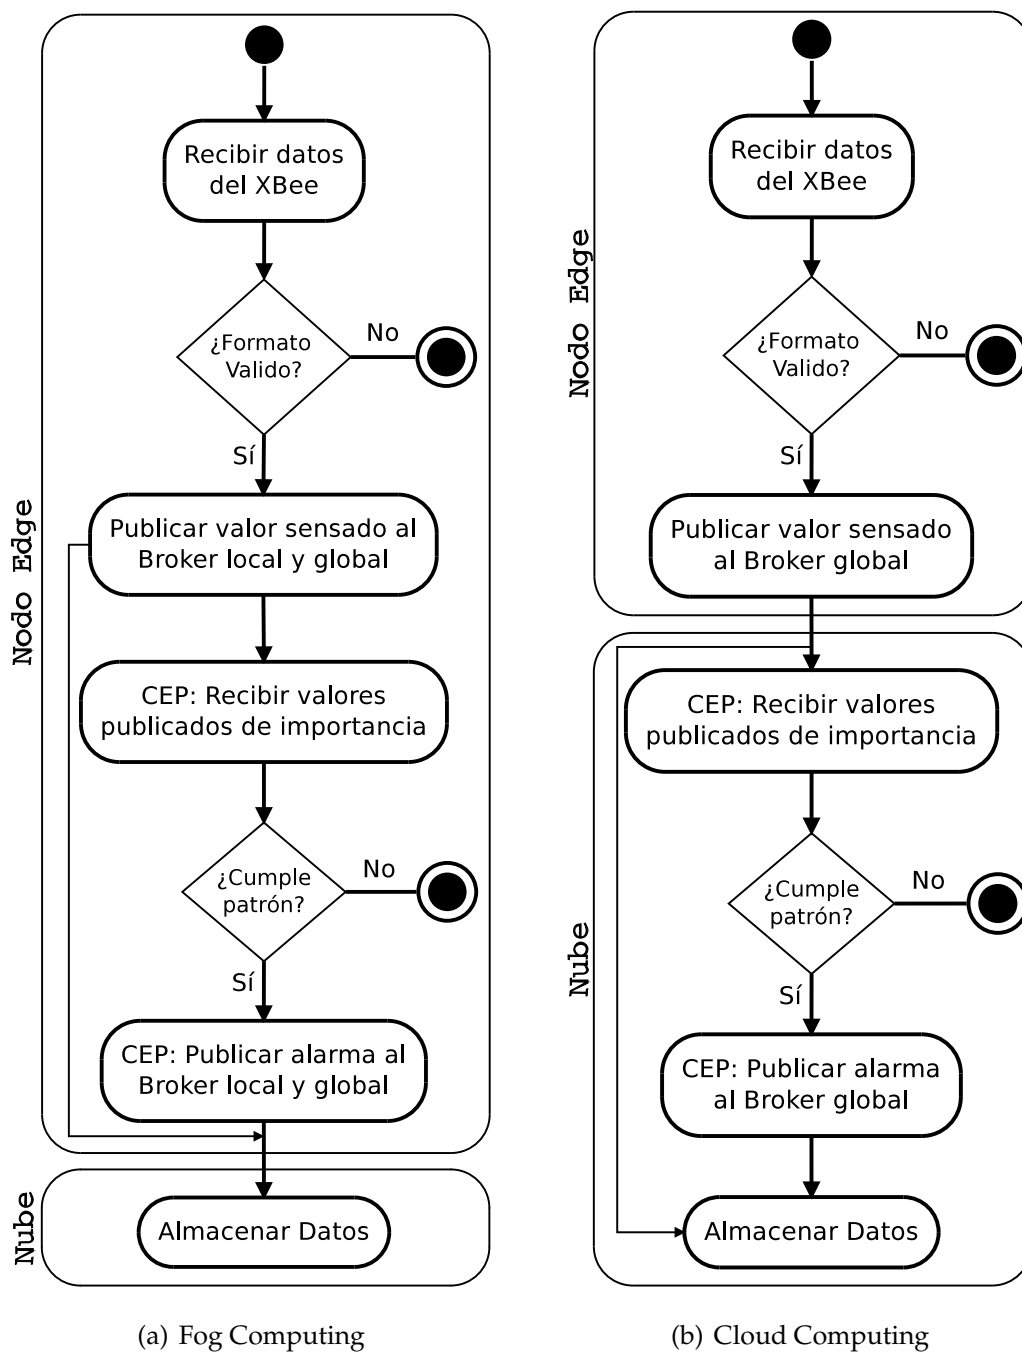 Nodo Edge
Recibir datos
del XBee
¿Formato
Valido?
No
Sí
Publicar valor sensado al
Broker local y global
CEP: Recibir valores
publicados de importancia
¿Cumple
patrón?
No
Sí
CEP: Publicar alarma al
Broker local y global
Nube
Almacenar Datos
(a) Fog Computing
Nodo Edge
Recibir datos
del XBee
¿Formato
Valido?
No
Sí
Publicar valor sensado
al Broker global
Nube
CEP: Recibir valores
publicados de importancia
¿Cumple
patrón?
No
Sí
CEP: Publicar alarma
al Broker global
Almacenar Datos
(b) Cloud Computing